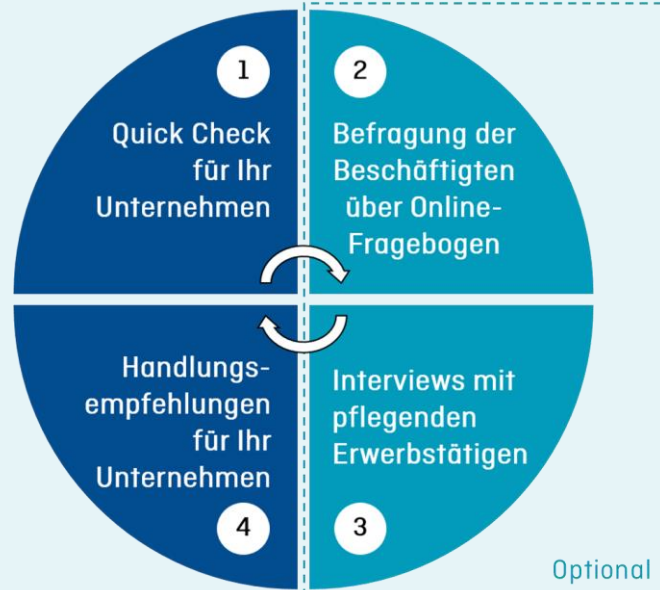 1
Quick Check
für Ihr
Unternehmen
2
Befragung der
Beschäftigten
über Online-
Fragebogen
Interviews mit
pflegenden
Erwerbstätigen
3
Handlungs-
empfehlungen
für Ihr
Unternehmen
4
Optional